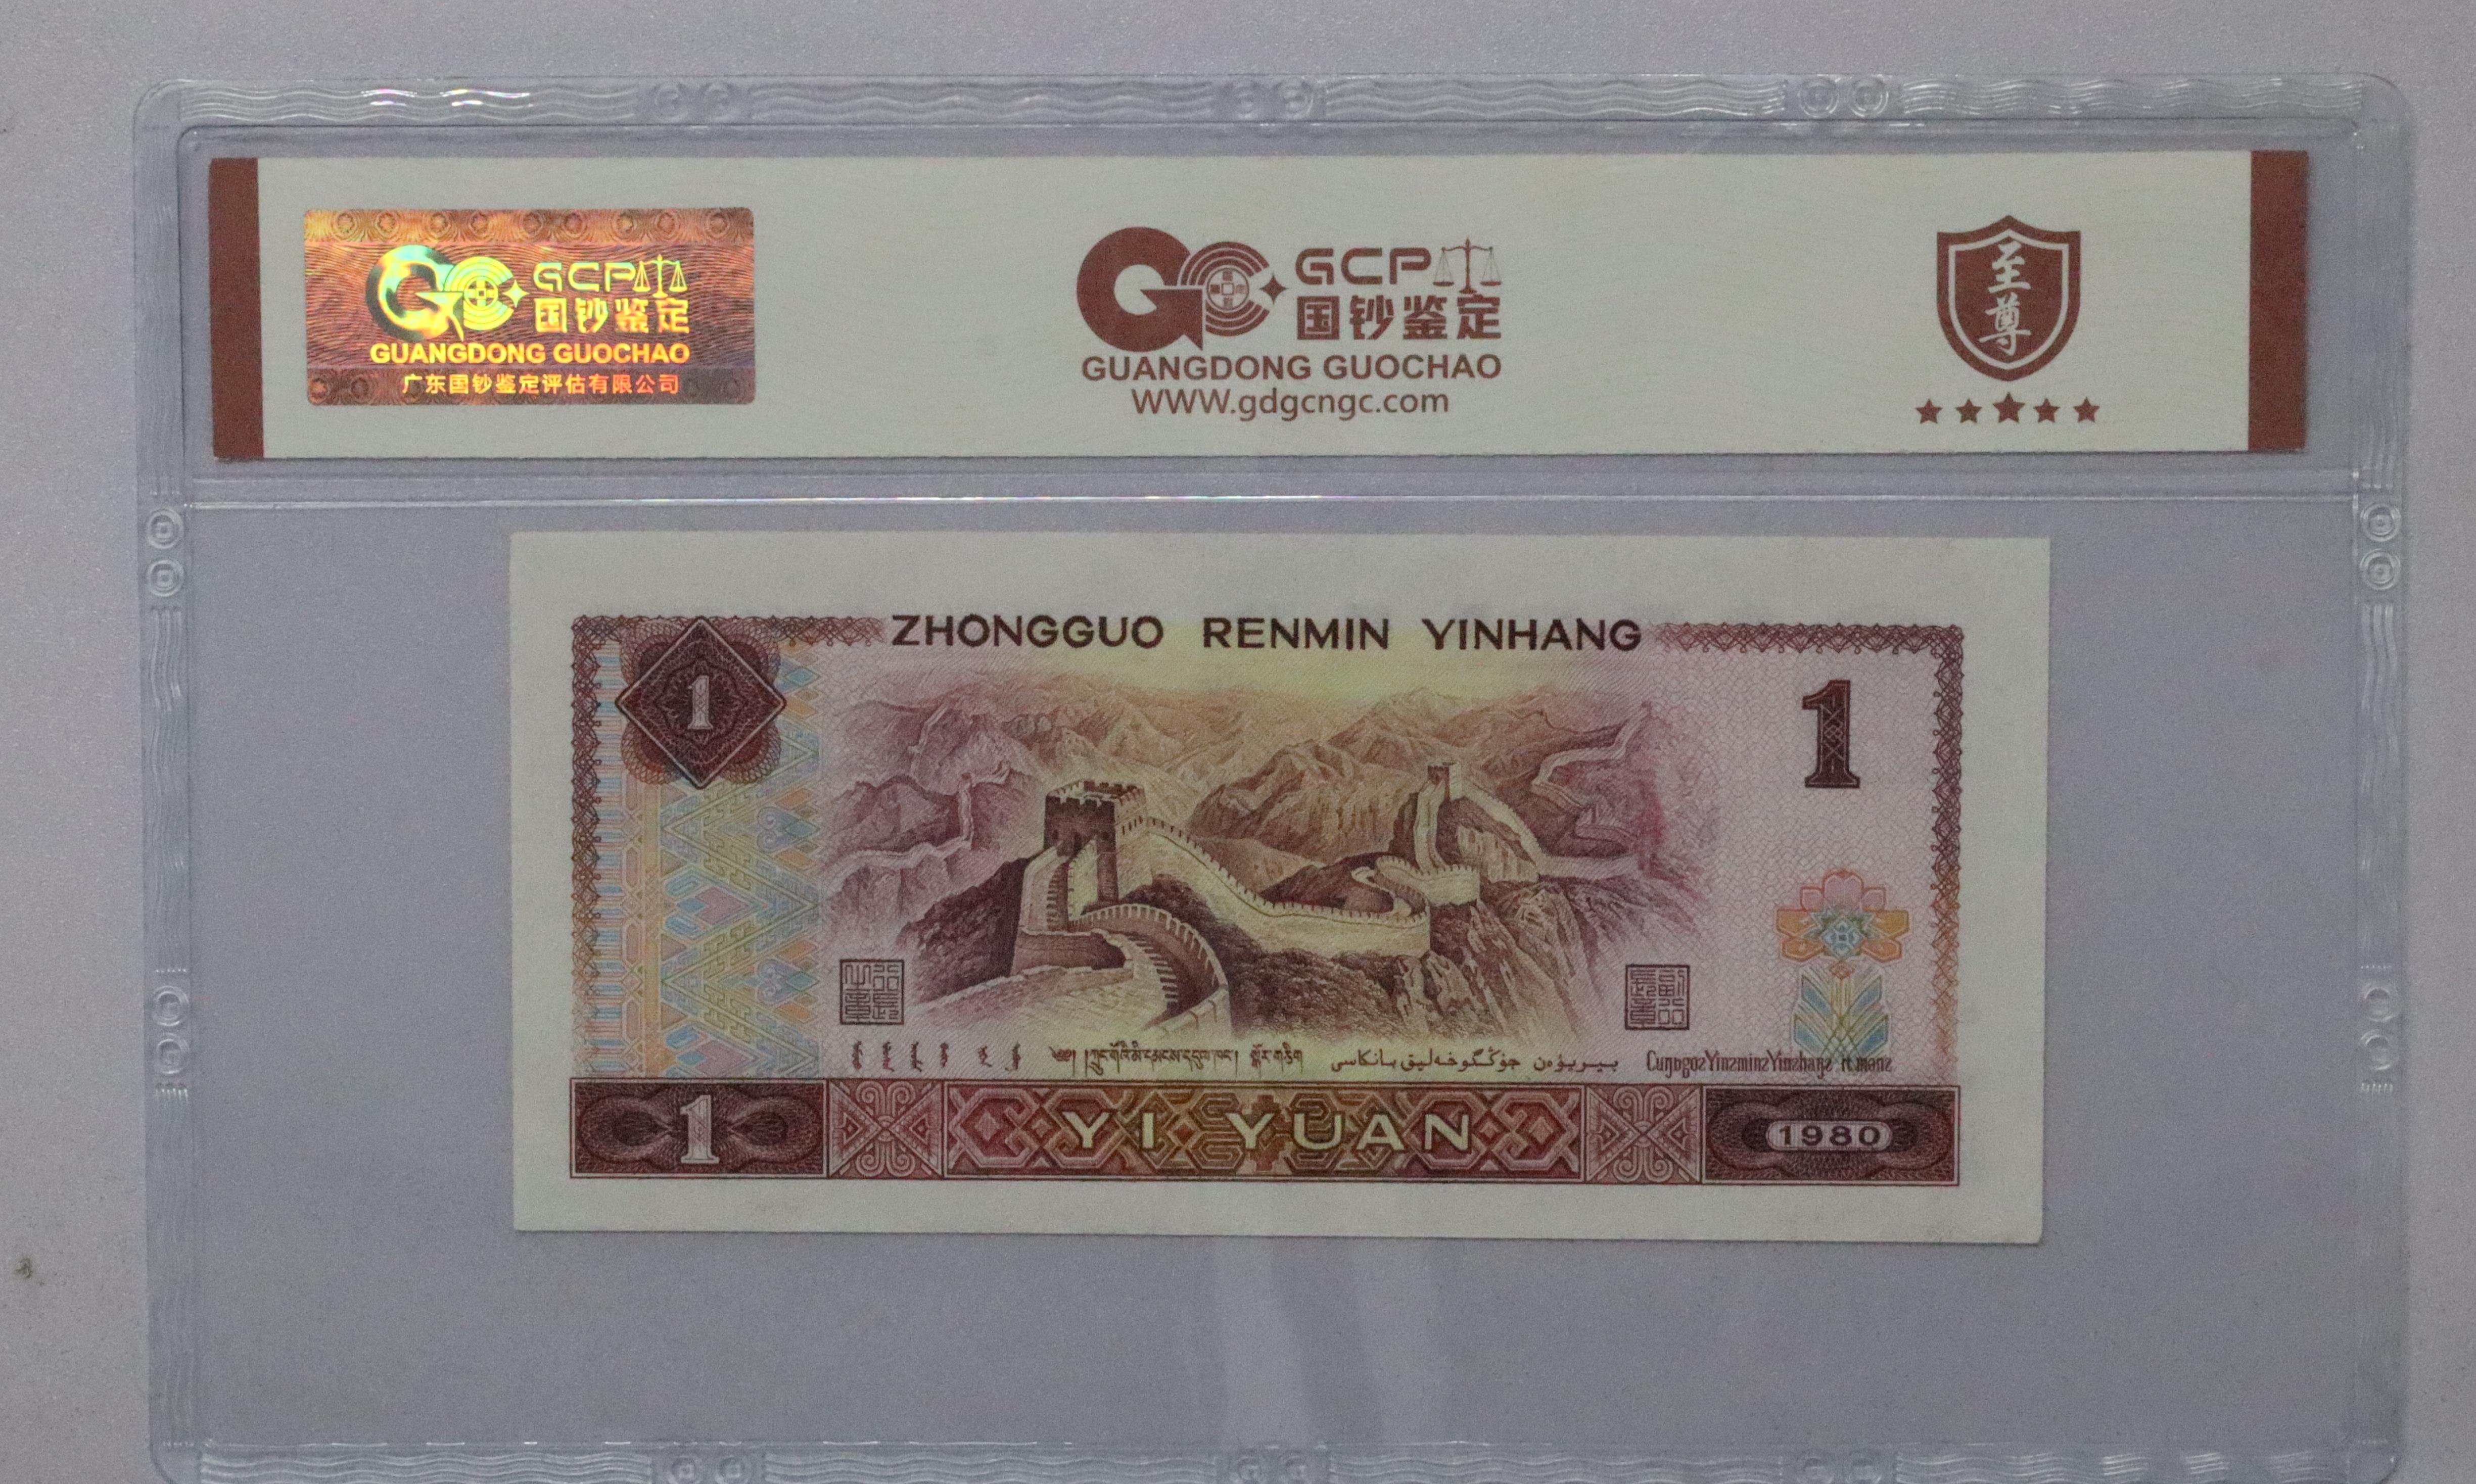 GCP
国钞鉴定
GUANGDONG GUOCHAO
广东国钞鉴定评估有限公司
GCP
国钞鉴定
GUANGDONG GUOCHAO
WWW.gdgcngc.com
至尊
ZHONGGUO RENMIN YINHANG
1
1
YI YUAN
1
1980